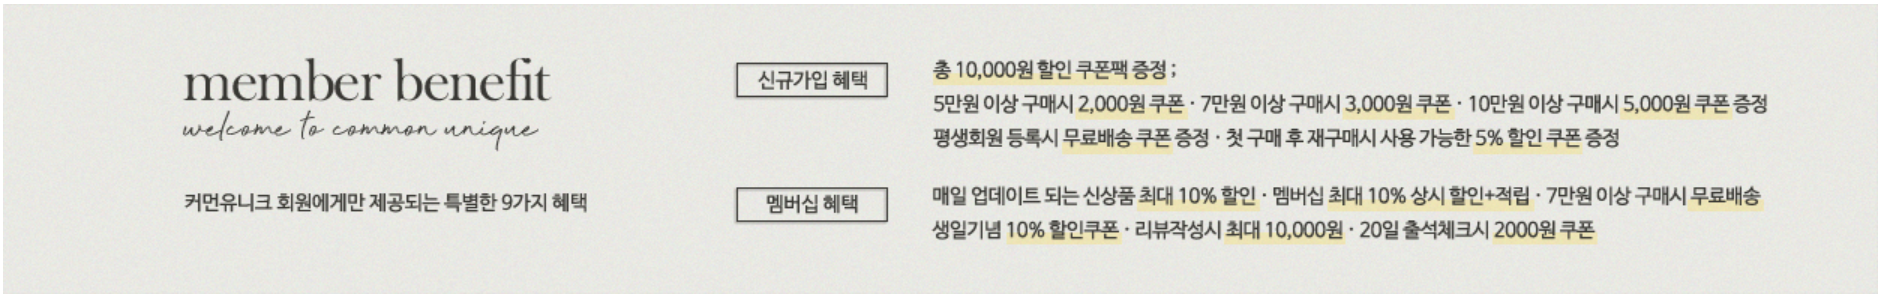 member benefit
welcome to common unique
커먼유니크 회원에게만 제공되는 특별한 9가지 혜택
신규가입 혜택
총 10,000원 할인 쿠폰팩 증정 ;
5만원 이상 구매시 2,000원 쿠폰 · 7만원 이상 구매시 3,000원 쿠폰 · 10만원 이상 구매시 5,000원 쿠폰 증정
평생회원 등록시 무료배송 쿠폰 증정 · 첫 구매 후 재구매시 사용 가능한 5% 할인 쿠폰 증정
멤버십 혜택
매일 업데이트 되는 신상품 최대 10% 할인 · 멤버십 최대 10% 상시 할인+적립 · 7만원 이상 구매시 무료배송
생일기념 10% 할인쿠폰 · 리뷰작성시 최대 10,000원 · 20일 출석체크시 2000원 쿠폰